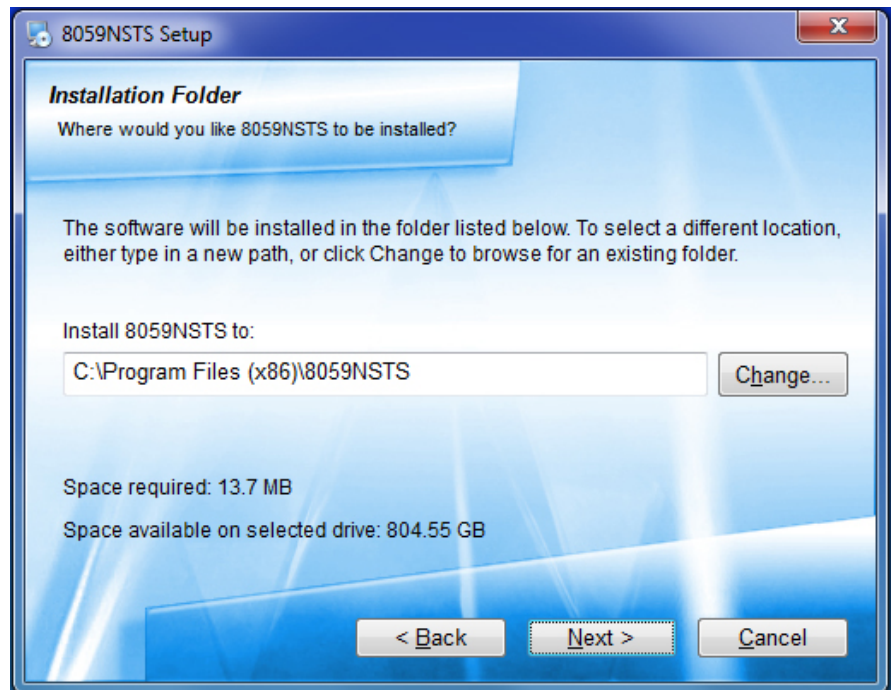 8059NSTS Setup
Installation Folder
Where would you like 8059NSTS to be installed?
The software will be installed in the folder listed below. To select a different location,
either type in a new path, or click Change to browse for an existing folder.
Install 8059NSTS to:
C:\Program Files (x86)\8059NSTS
Change...
Space required: 13.7 MB
Space available on selected drive: 804.55 GB
< Back Next > Cancel